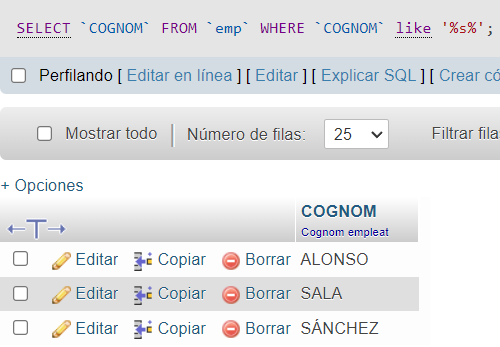 SELECT `COGNOM` FROM `emp` WHERE `COGNOM` like '%s%';
Perfilando [ Editar en línea ] [ Editar ] [ Explicar SQL ] [ Crear có
Mostrar todo Número de filas: 25 Filtrar fila
+ Opciones
←T→ COGNOM
Cognom empleat
Editar Copiar Borrar ALONSO
Editar Copiar Borrar SALA
Editar Copiar Borrar SÁNCHEZ